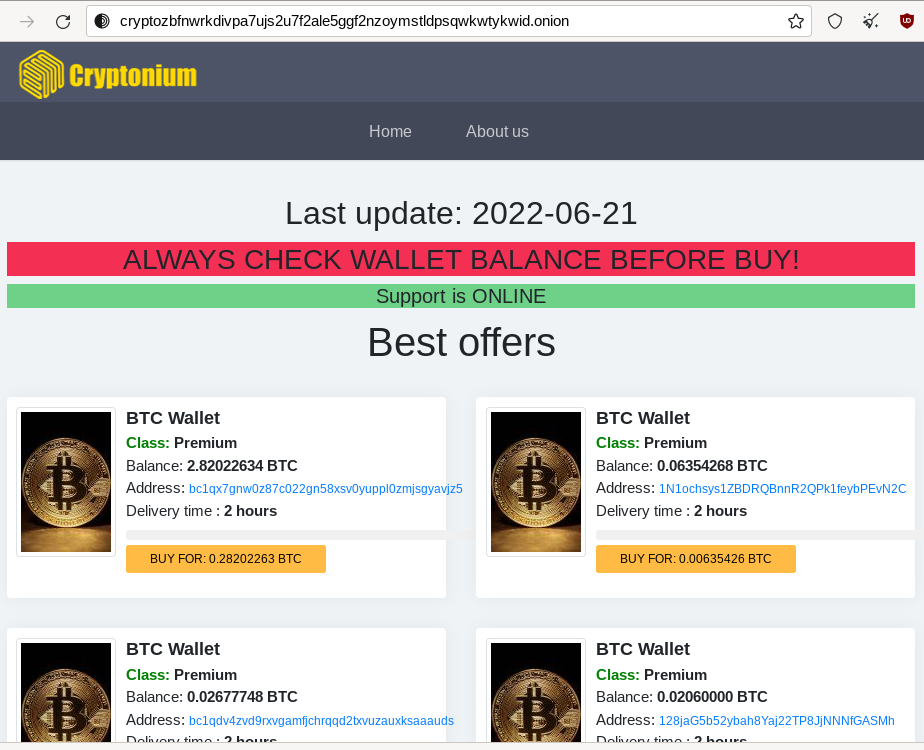 cryptozbfnwrkdivpa7ujs2u7f2ale5ggf2nzoymstldpsqwkwtykwid.onion
Cryptonium
Home About us
Last update: 2022-06-21
ALWAYS CHECK WALLET BALANCE BEFORE BUY!
Support is ONLINE
Best offers
BTC Wallet
Class: Premium
Balance: 2.82022634 BTC
Address: bc1qx7gnw0z87c022gn58xsv0yuppl0zmjsgyavjz5
Delivery time : 2 hours
BUY FOR: 0.28202263 BTC
BTC Wallet
Class: Premium
Balance: 0.06354268 BTC
Address: 1N1ochsys1ZBDRQBnnR2QPk1feybPEvN2C
Delivery time : 2 hours
BUY FOR: 0.00635426 BTC
BTC Wallet
Class: Premium
Balance: 0.02677748 BTC
Address: bc1qdv4zvd9rxvgamfjchrqqd2txvuzauxksaaauds
Delivery time : 2 hours
BTC Wallet
Class: Premium
Balance: 0.02060000 BTC
Address: 128jaG5b52ybah8Yaj22TP8JjNNNfGASMh
Delivery time : 2 hours